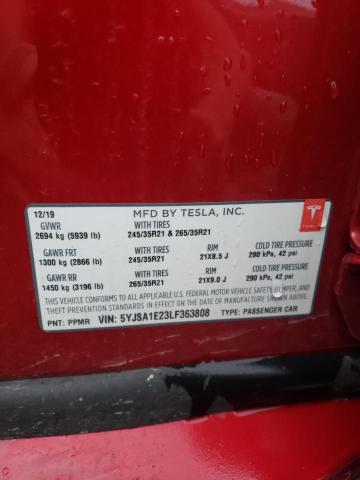 12/19 MFD BY TESLA, INC.
GVWR WITH TIRES
2694 kg (5939 lb) 245/35R21 & 265/35R21
GAWR FRT WITH TIRES RIM COLD TIRE PRESSURE
1300 kg (2866 lb) 245/35R21 21X8.5 J 290 kPa, 42 psi
GAWR RR WITH TIRES RIM COLD TIRE PRESSURE
1450 kg (3196 lb) 265/35R21 21X9.0 J 290 kPa, 42 psi
THIS VEHICLE CONFORMS TO ALL APPLICABLE U.S. FEDERAL MOTOR VEHICLE SAFETY, BUMPER,
AND THEFT PREVENTION STANDARDS IN EFFECT ON THE DATE OF MANUFACTURE SHOWN ABOVE.
PNT: PPMR VIN: 5YJSA1E23LF363808 TYPE: PASSENGER CAR
TESLA